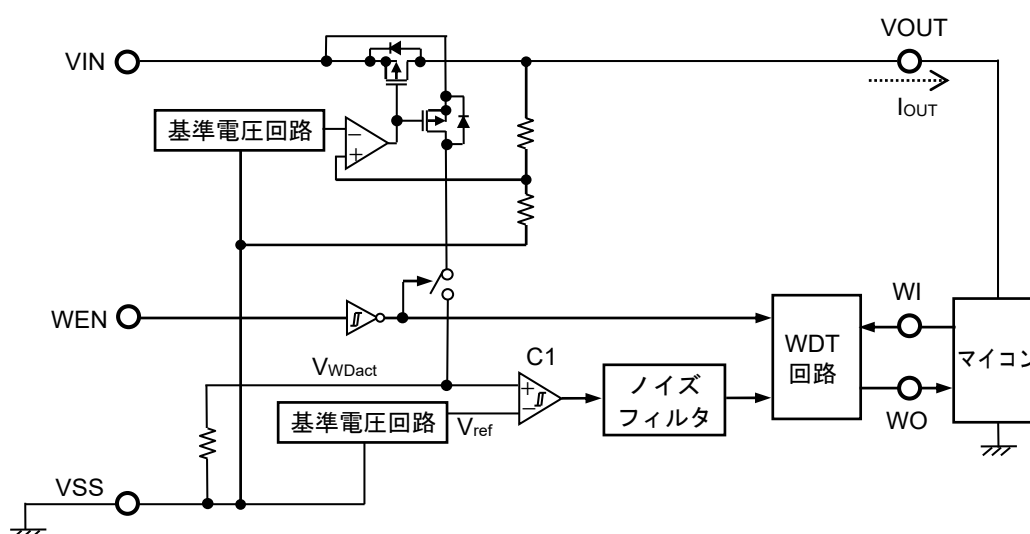 VOUT
VIN
IOUT
基準電圧回路
−
+
WEN
WI
WDT
回路
マイコン
C1
VWDact
+
−
ノイズ
フィルタ
WO
基準電圧回路
Vref
VSS